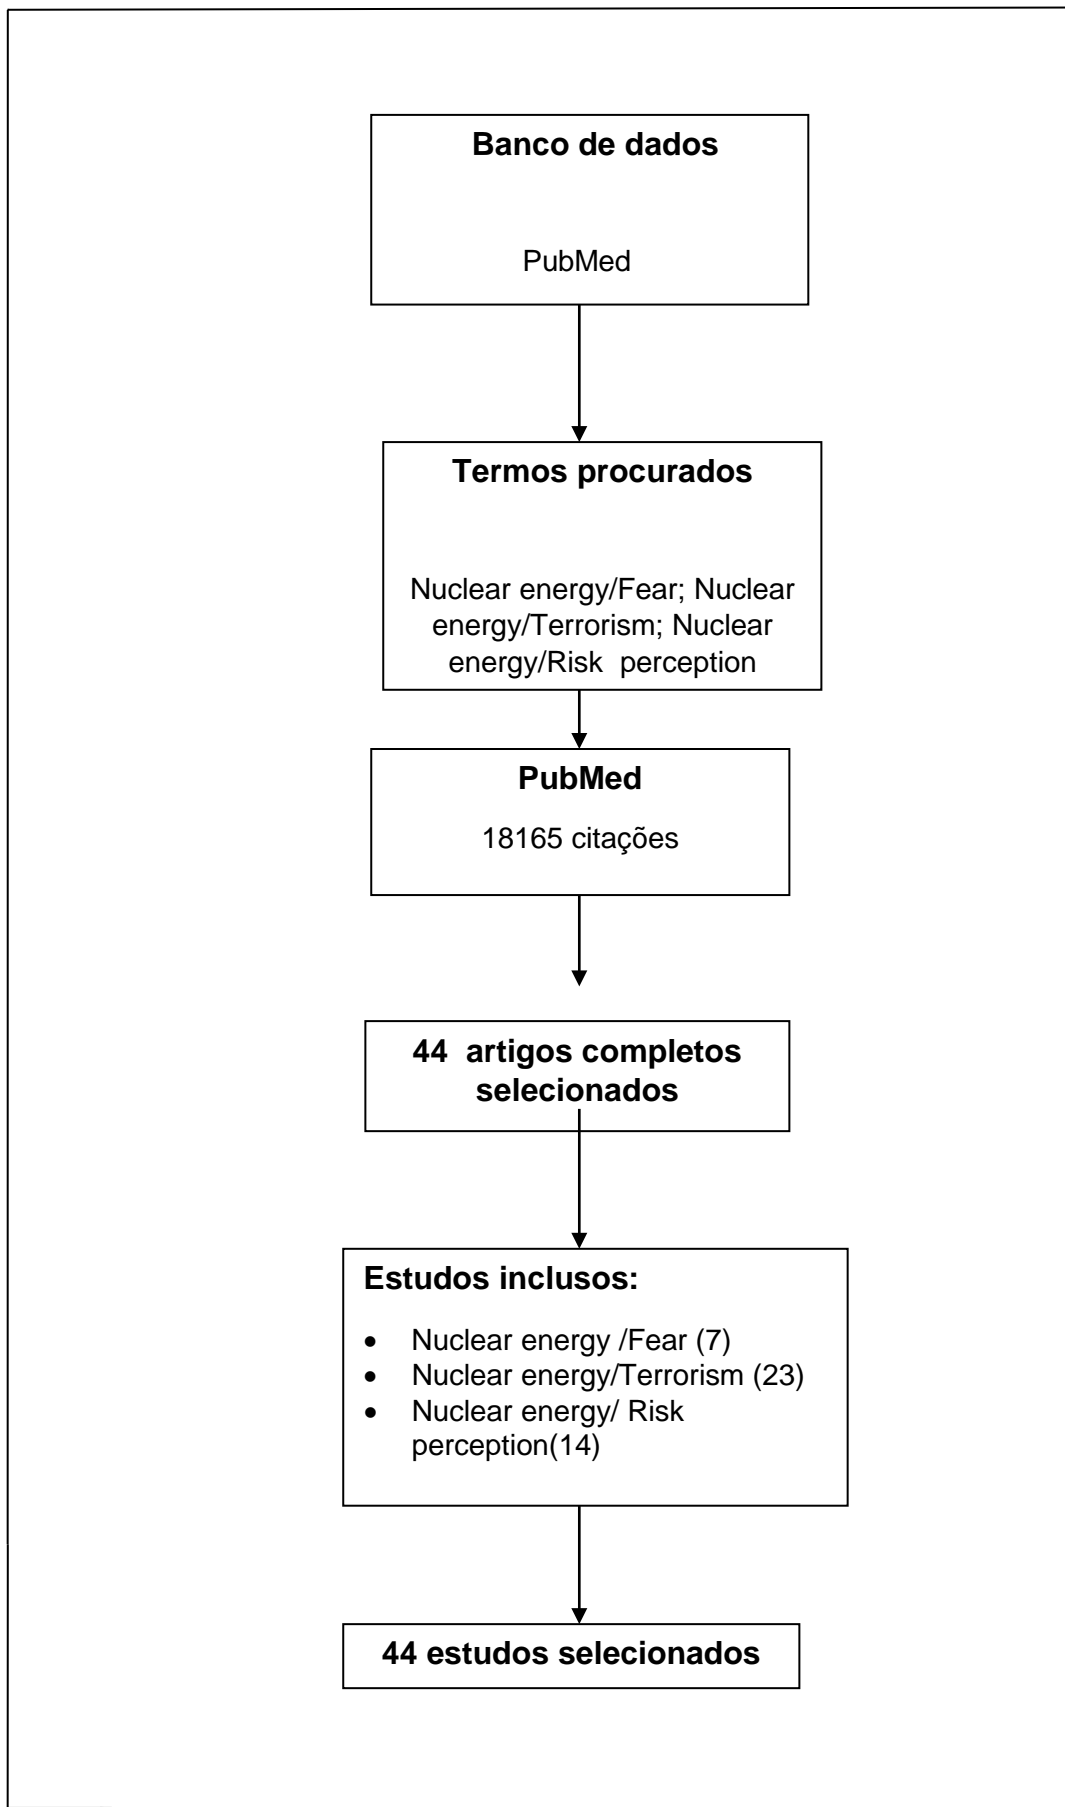 Banco de dados
PubMed
Termos procurados
Nuclear energy/Fear; Nuclear
energy/Terrorism; Nuclear
energy/Risk perception
PubMed
18165 citações
44 artigos completos
selecionados
Estudos inclusos:
• Nuclear energy /Fear (7)
• Nuclear energy/Terrorism (23)
• Nuclear energy/ Risk
perception(14)
44 estudos selecionados